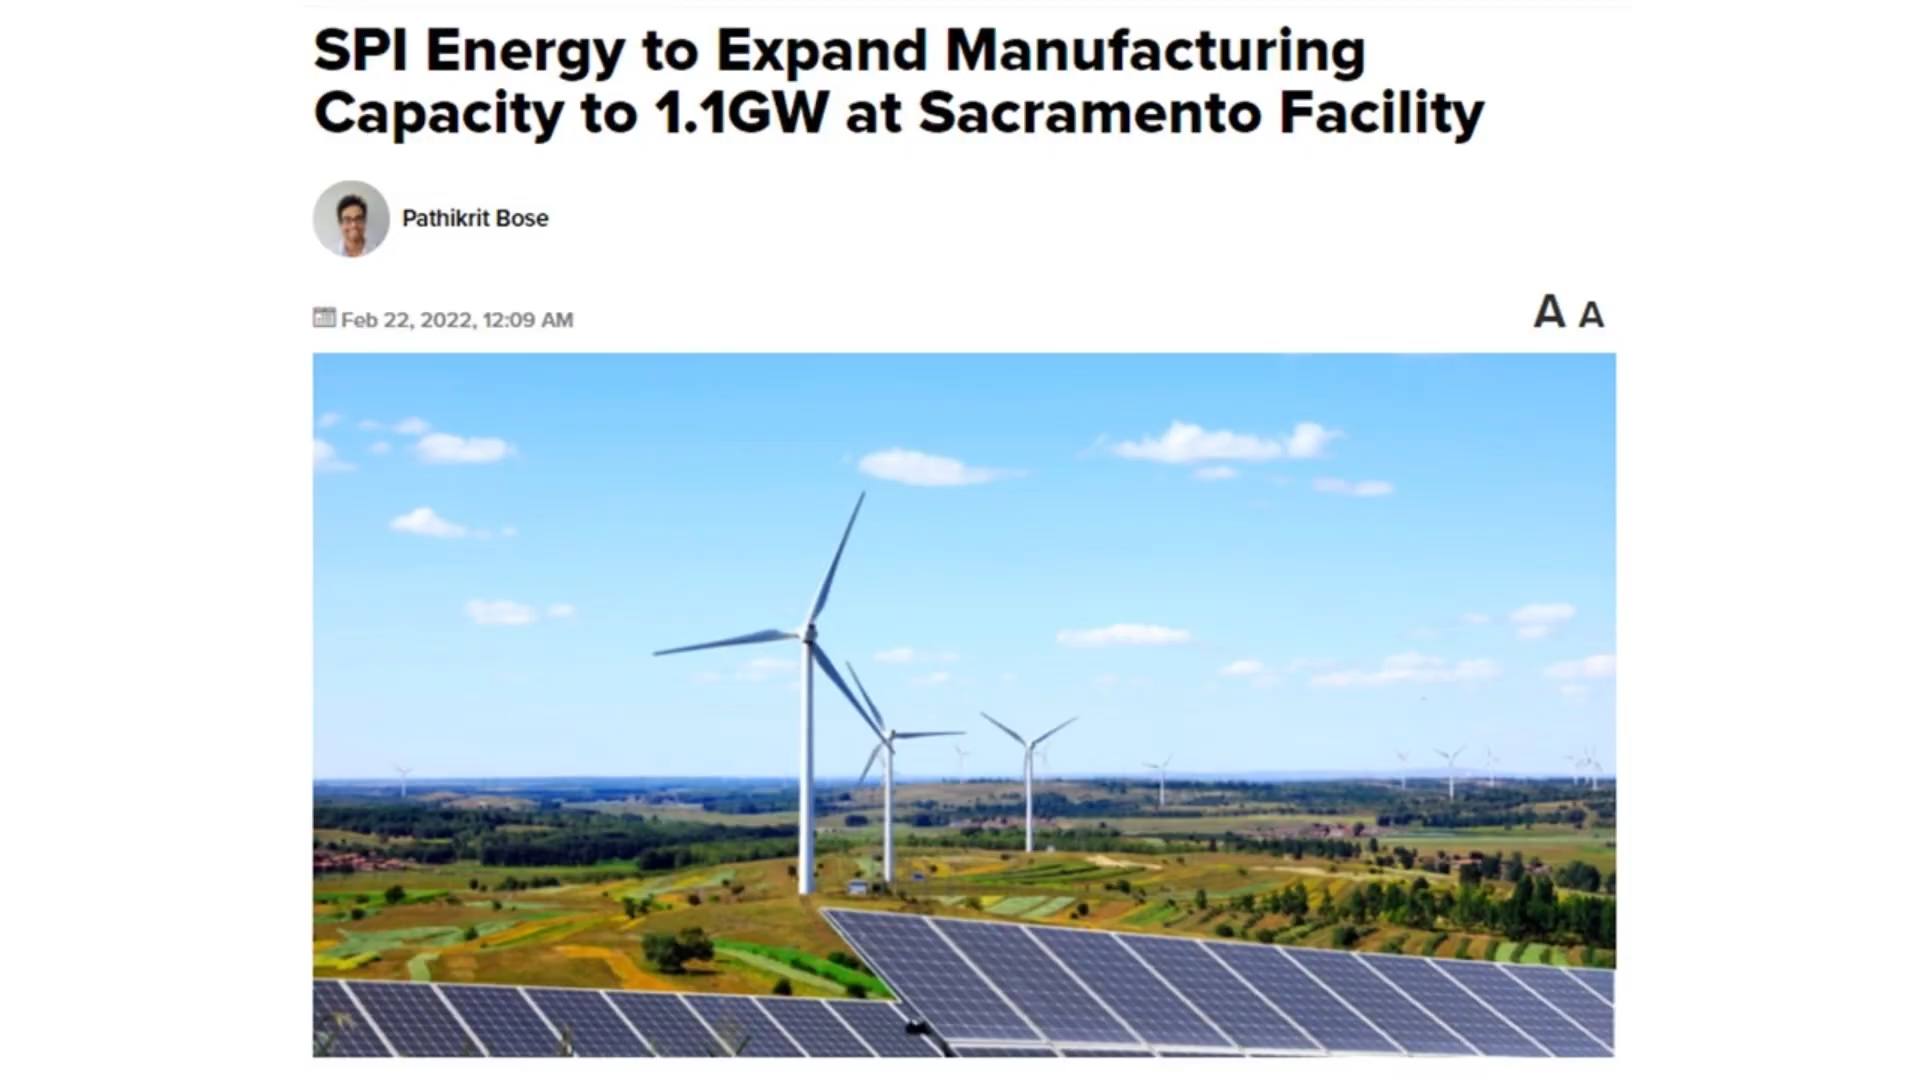 SPI Energy to Expand Manufacturing
Capacity to 1.1GW at Sacramento Facility
Pathikrit Bose
Feb 22, 2022, 12:09 AM
A A